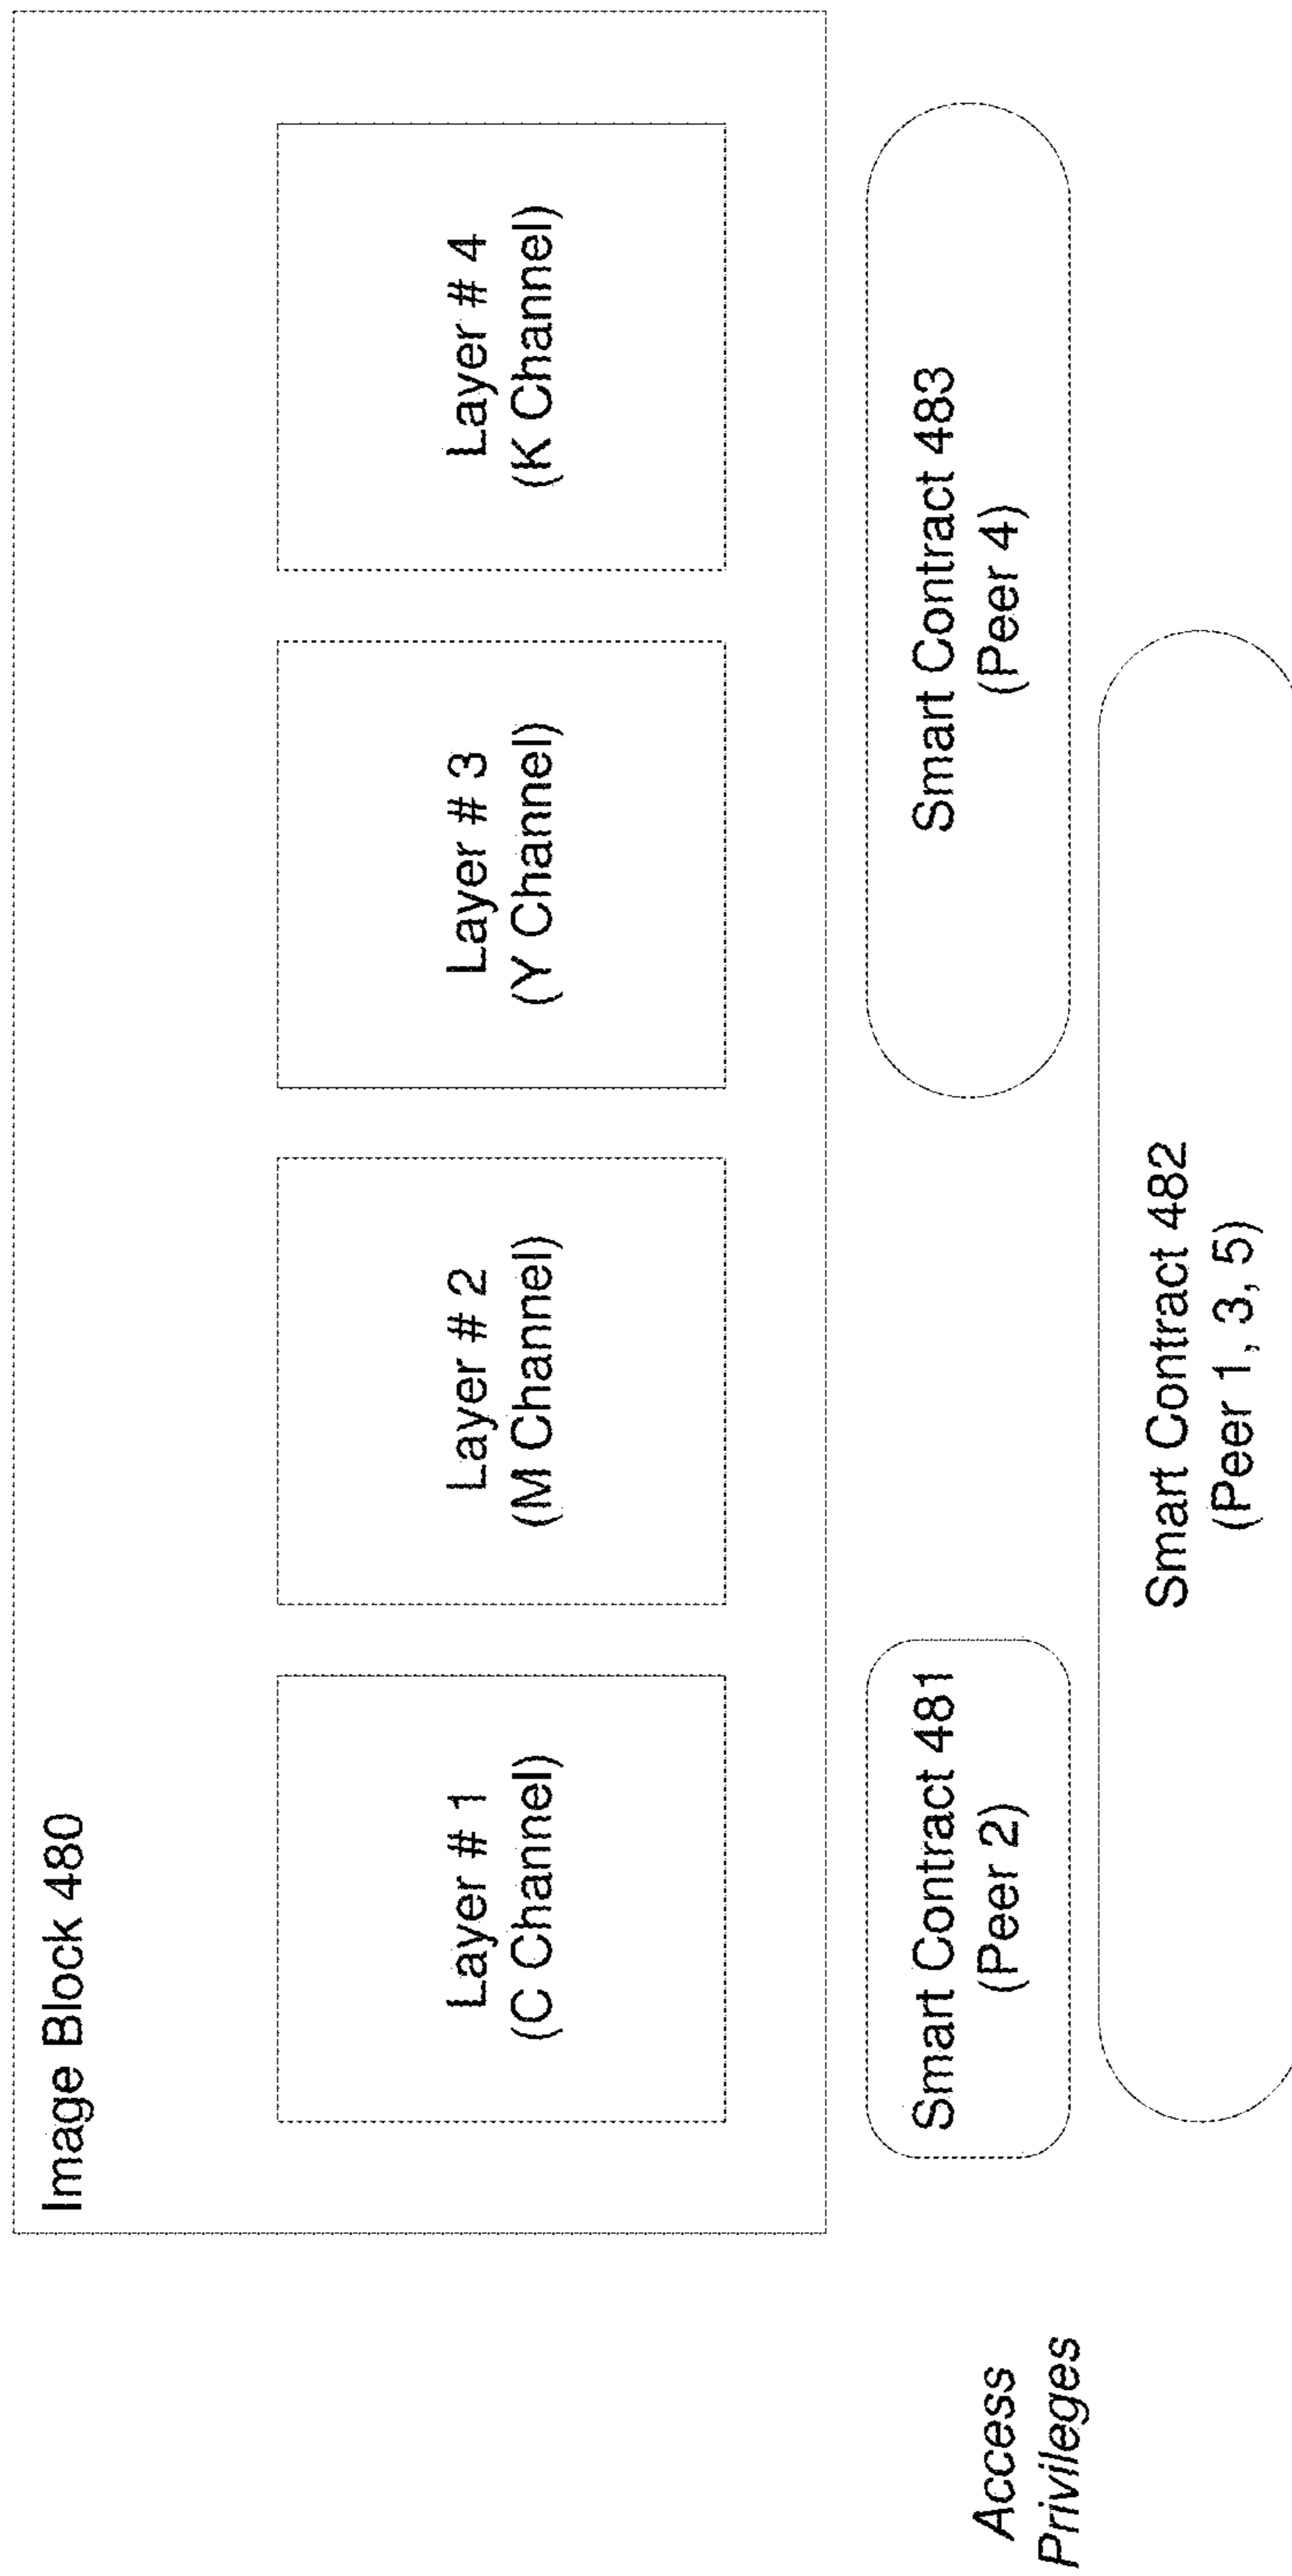 Image Block 480
Layer # 1
(C Channel)
Layer # 2
(M Channel)
Layer # 3
(Y Channel)
Layer # 4
(K Channel)
Access
Privileges
Smart Contract 481
(Peer 2)
Smart Contract 483
(Peer 4)
Smart Contract 482
(Peer 1, 3, 5)